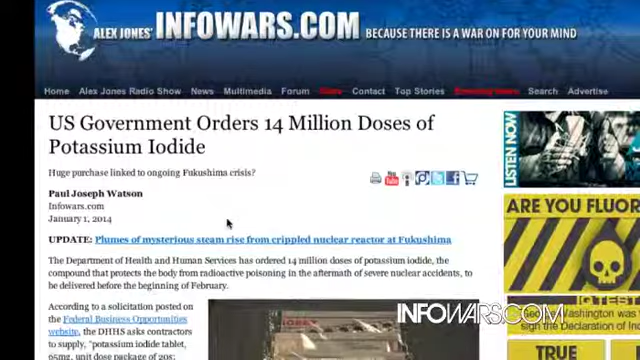 ALEX JONES' INFOWARS.COM BECAUSE THERE IS A WAR ON FOR YOUR MIND
Home Alex Jones Radio Show News Multimedia Forum Contact Top Stories Search Advertise
US Government Orders 14 Million Doses of
Potassium Iodide
Huge purchase linked to ongoing Fukushima crisis?
Paul Joseph Watson
Infowars.com
January 1, 2014
UPDATE: Plumes of mysterious steam rise from crippled nuclear reactor at Fukushima
The Department of Health and Human Services has ordered 14 million doses of potassium iodide, the
compound that protects the body from radioactive poisoning in the aftermath of severe nuclear accidents, to
be delivered before the beginning of February.
According to a solicitation posted on
the Federal Business Opportunities
website, the DHHS asks contractors
to supply, "potassium iodide tablet,
65mg, unit dose package of 20s;
LISTEN NOW
ARE YOU FLUOR
Washington was
sign the Declaration of Ind
TRUE
INFOWARS.COM